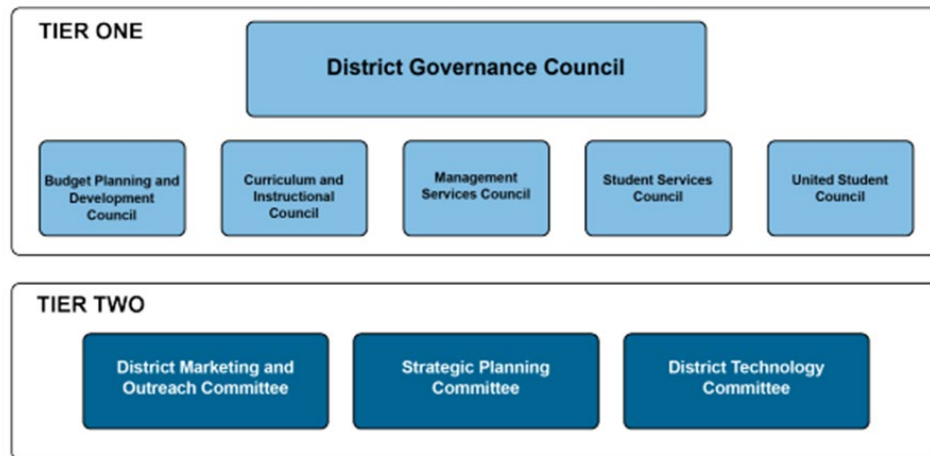 TIER ONE
District Governance Council
Budget Planning and
Development
Council
Curriculum and
Instructional
Council
Management
Services Council
Student Services
Council
United Student
Council
TIER TWO
District Marketing and
Outreach Committee
Strategic Planning
Committee
District Technology
Committee